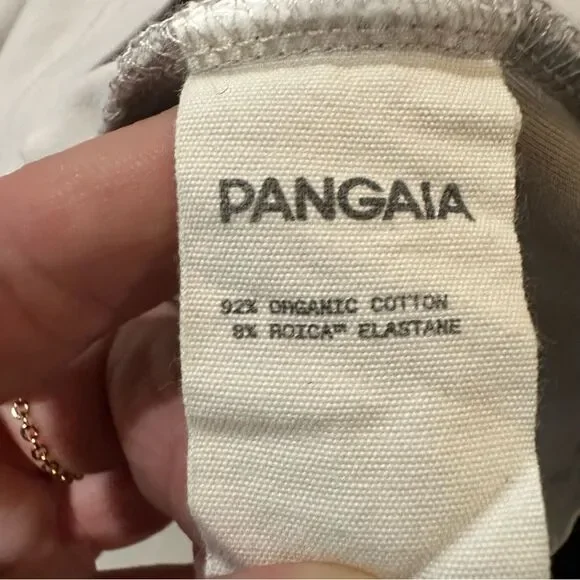 PANGAIA
92% ORGANIC COTTON
8% ROICA™ ELASTANE